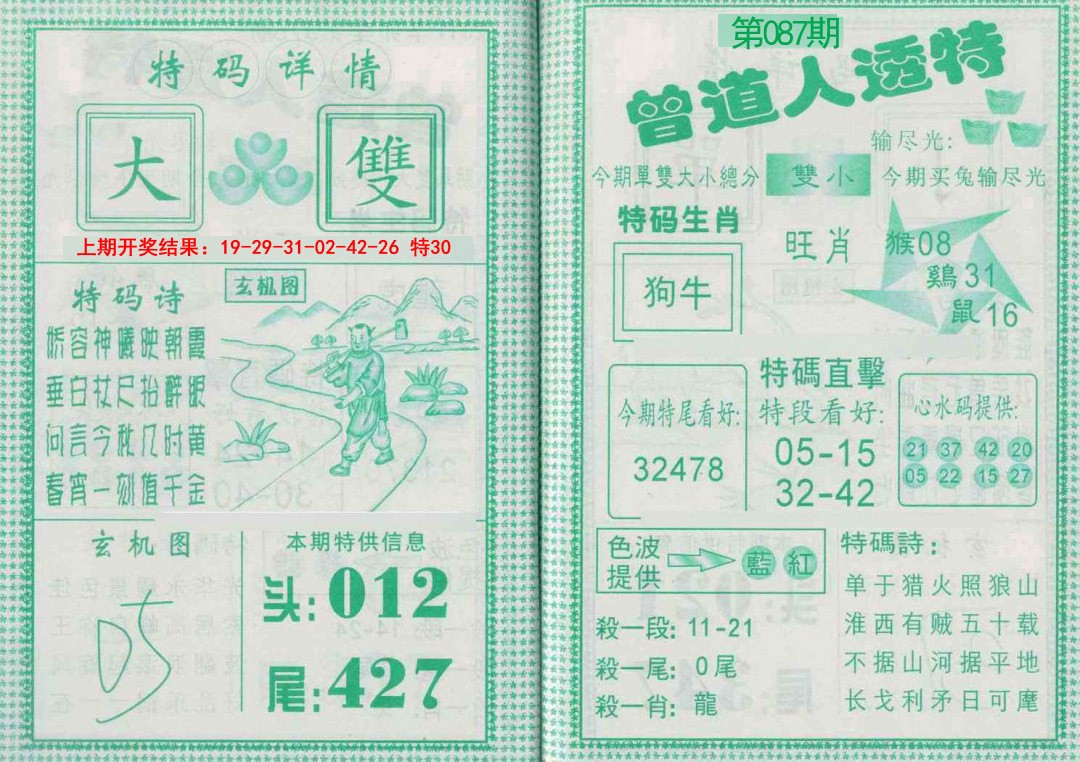 特码详情
大 雙
上期开奖结果：19-29-31-02-42-26 特30
特码诗
娇容神曦映朝霞
垂白杖尺抬醉眼
问言今秋几时黄
春宵一刻值千金
玄机图
玄机图
本期特供信息
头:012
尾:427
第087期
曾道人透特
输尽光:
今期單雙大小總分
雙小
今期买兔输尽光
特码生肖
狗牛
旺肖
猴08
鷄31
鼠16
今期特尾看好:
32478
特碼直擊
特段看好:
05-15
32-42
心水码提供:
21 37 42 20
05 22 15 27
色波
提供
藍 紅
殺一段: 11-21
殺一尾: 0尾
殺一肖: 龍
特碼詩：
单于猎火照狼山
淮西有贼五十载
不据山河据平地
长戈利矛日可麾